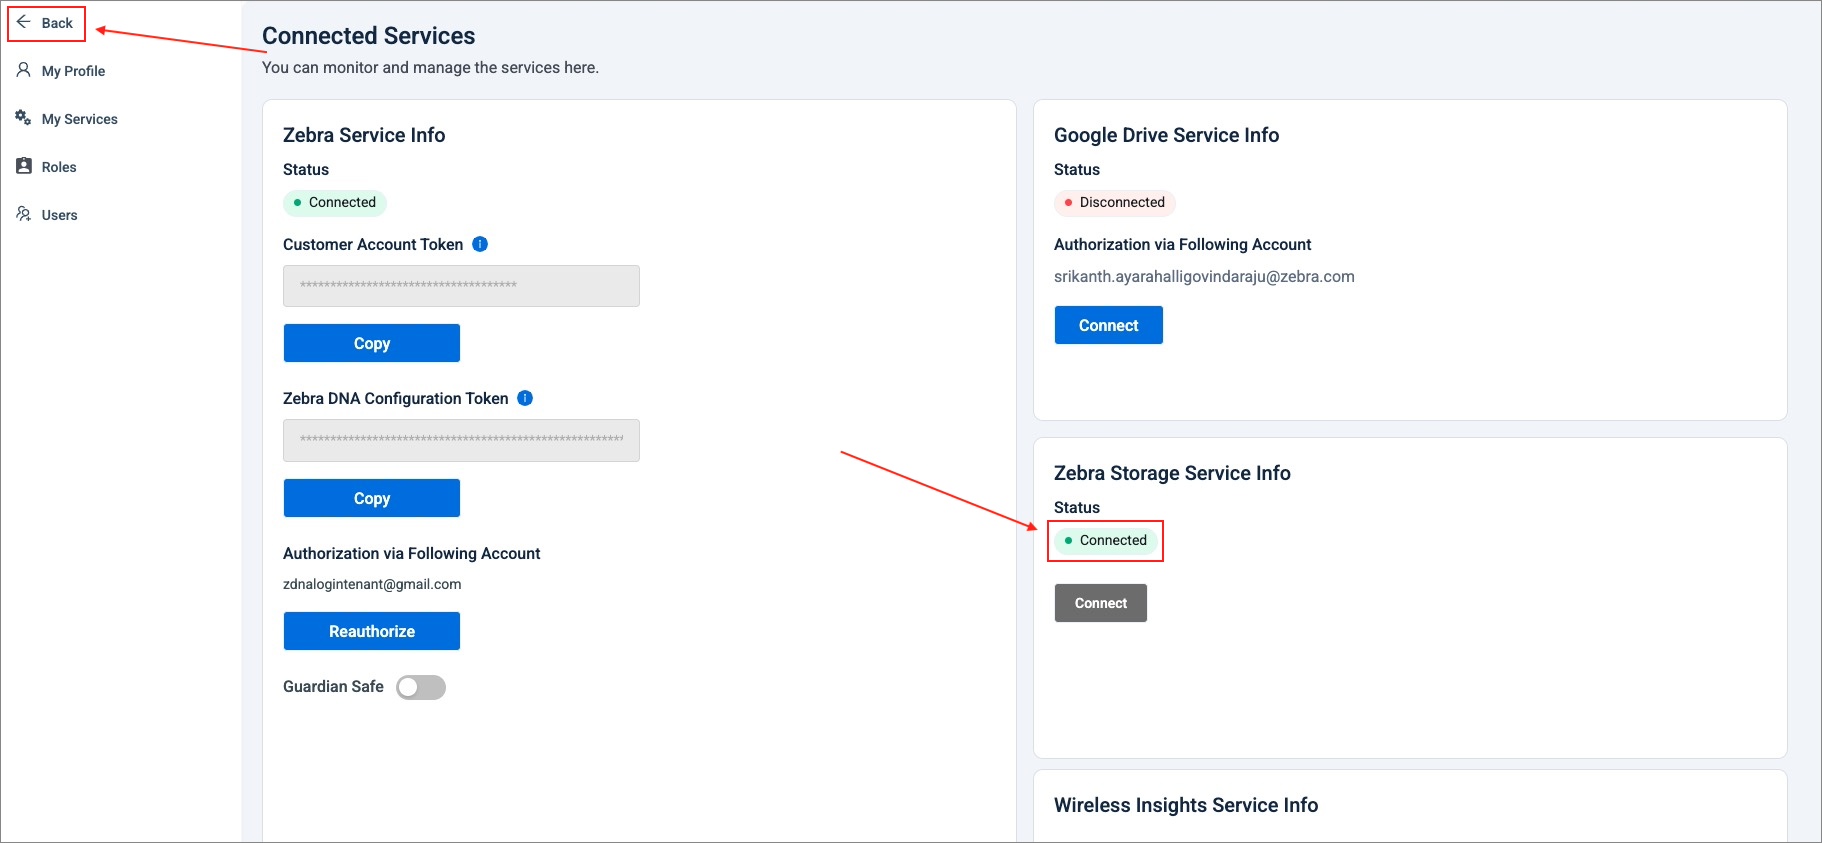 Back
My Profile
My Services
Roles
Users
Connected Services
You can monitor and manage the services here.
Zebra Service Info
Status
Connected
Customer Account Token
************************************
Copy
Zebra DNA Configuration Token
******************************************************
Copy
Authorization via Following Account
zdnalogintenant@gmail.com
Reauthorize
Guardian Safe
Google Drive Service Info
Status
Disconnected
Authorization via Following Account
srikanth.ayarahalligovindaraju@zebra.com
Connect
Zebra Storage Service Info
Status
Connected
Connect
Wireless Insights Service Info